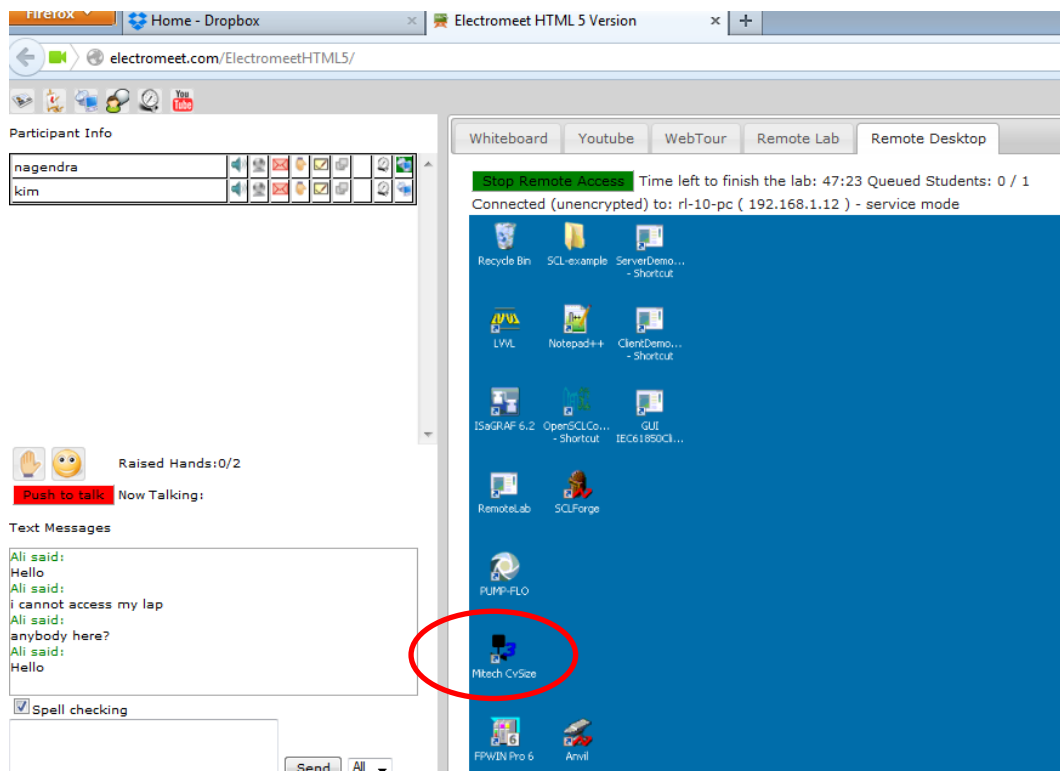 Firefox
Home - Dropbox
Electromeet HTML 5 Version
electromeet.com/ElectromeetHTML5/
You
Tube
Participant Info
nagendra
kim
Raised Hands:0/2
Push to talk Now Talking:
Text Messages
Ali said:
Hello
Ali said:
i cannot access my lap
Ali said:
anybody here?
Ali said:
Hello
Spell checking
Send All
Whiteboard Youtube WebTour Remote Lab Remote Desktop
Stop Remote Access Time left to finish the lab: 47:23 Queued Students: 0 / 1
Connected (unencrypted) to: rl-10-pc ( 192.168.1.12 ) - service mode
Recycle Bin SCL-example ServerDemo...
- Shortcut
LVVL Notepad++ ClientDemo...
- Shortcut
ISaGRAF 6.2 OpenSCLCo... GUI
- Shortcut IEC61850Cli...
RemoteLab SCLForge
PUMP-FLO
3
Mitech CvSize
6
FPWIN Pro 6 Anvil